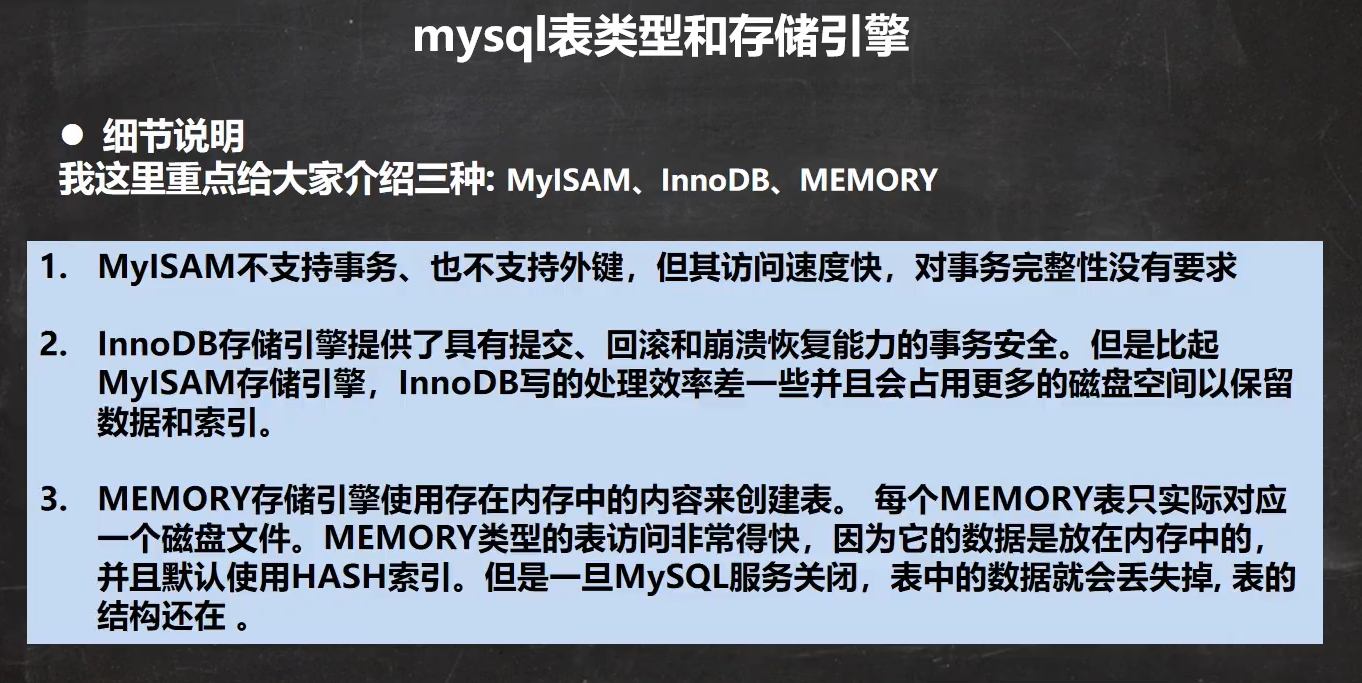 mysql表类型和存储引擎
● 细节说明
我这里重点给大家介绍三种: MyISAM、InnoDB、MEMORY
1. MyISAM不支持事务、也不支持外键，但其访问速度快，对事务完整性没有要求
2. InnoDB存储引擎提供了具有提交、回滚和崩溃恢复能力的事务安全。但是比起
MyISAM存储引擎，InnoDB写的处理效率差一些并且会占用更多的磁盘空间以保留
数据和索引。
3. MEMORY存储引擎使用存在内存中的内容来创建表。 每个MEMORY表只实际对应
一个磁盘文件。MEMORY类型的表访问非常得快，因为它的数据是放在内存中的，
并且默认使用HASH索引。但是一旦MySQL服务关闭，表中的数据就会丢失掉, 表的
结构还在 。